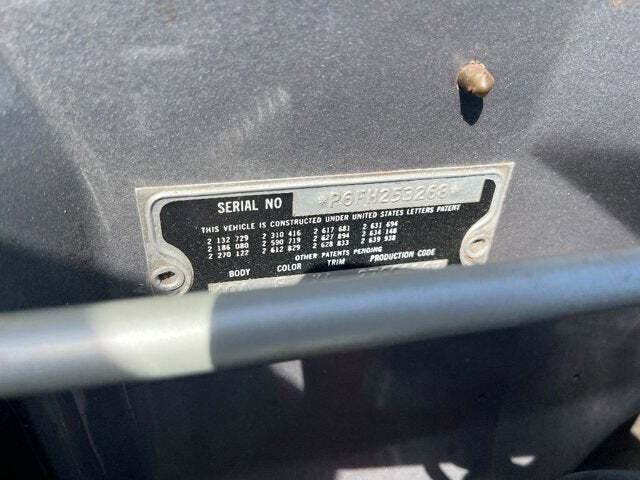 SERIAL NO *P6FH255268*
THIS VEHICLE IS CONSTRUCTED UNDER UNITED STATES LETTERS PATENT
2 132 729 2 310 416 2 617 681 2 631 694
2 186 080 2 590 719 2 627 894 2 634 148
2 270 122 2 612 829 2 628 833 2 639 938
OTHER PATENTS PENDING
BODY COLOR TRIM PRODUCTION CODE